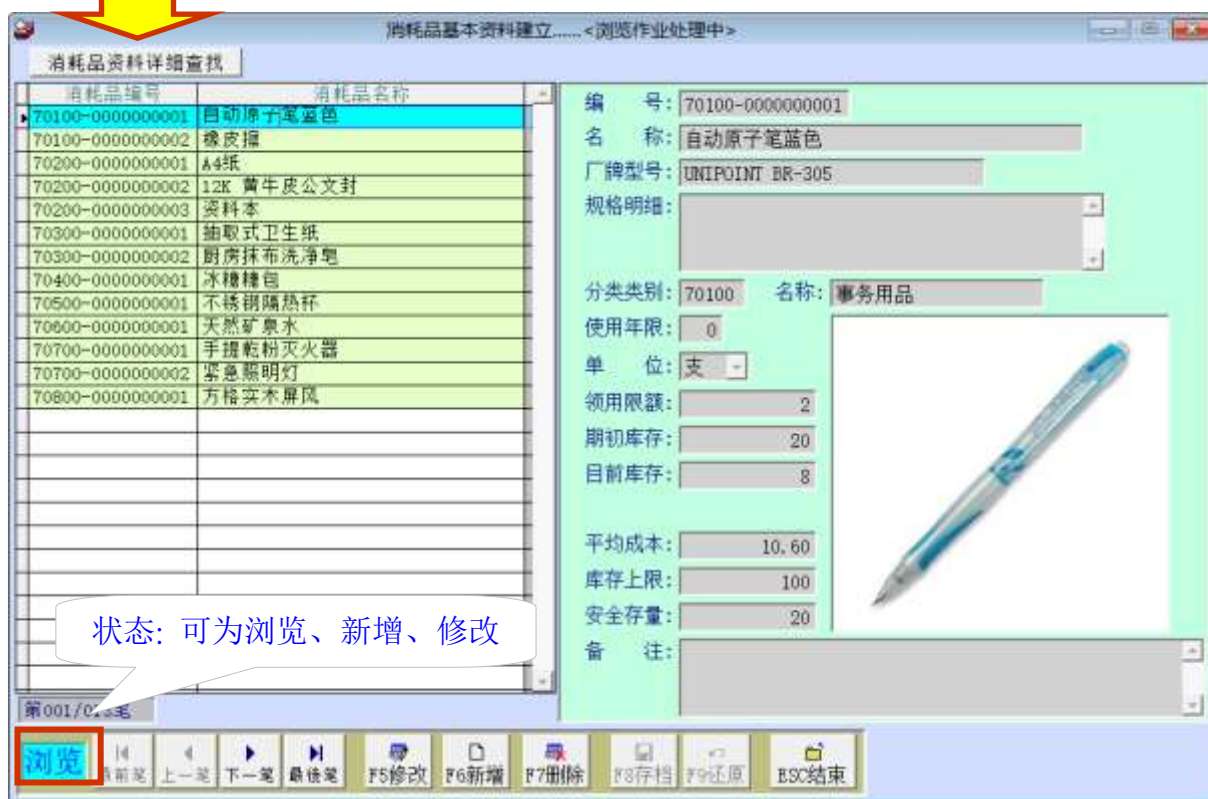 消耗品基本资料建立......<浏览作业处理中>
消耗品资料详细查找
消耗品编号 消耗品名称
70100-0000000001 自动原子笔蓝色
70100-0000000002 橡皮擦
70200-0000000001 A4纸
70200-0000000002 12K 黄牛皮公文封
70200-0000000003 资料本
70300-0000000001 抽取式卫生纸
70300-0000000002 厨房抹布洗净皂
70400-0000000001 冰糖糖包
70500-0000000001 不锈钢隔热杯
70600-0000000001 天然矿泉水
70700-0000000001 手提乾粉灭火器
70700-0000000002 紧急照明灯
70800-0000000001 方格实木屏风
编 号: 70100-0000000001
名 称: 自动原子笔蓝色
厂牌型号: UNIPOINT BR-305
规格明细:
分类类别: 70100 名称: 事务用品
使用年限: 0
单 位: 支
领用限额: 2
期初库存: 20
目前库存: 8
平均成本: 10.60
库存上限: 100
安全存量: 20
备 注:
状态: 可为浏览、新增、修改
第001/013笔
浏览 最前笔 上一笔 下一笔 最後笔 F5修改 F6新增 F7删除 F8存档 F9还原 ESC结束